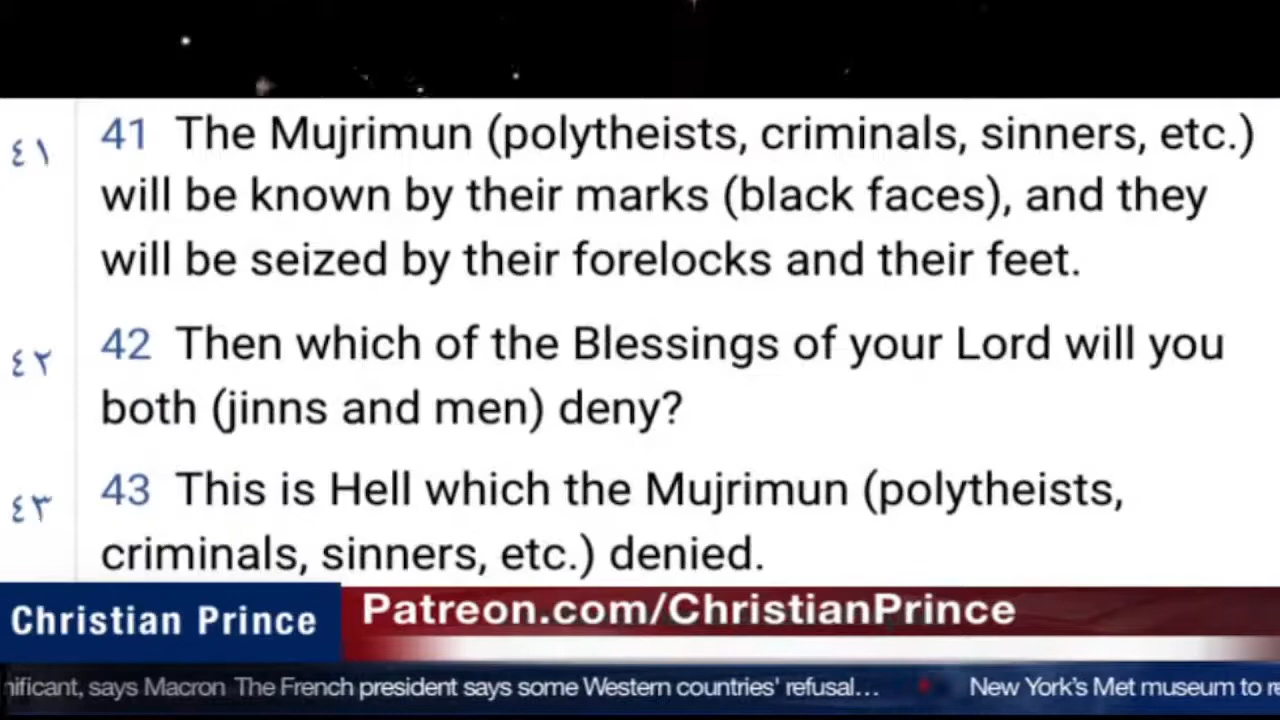 ٤١ 41 The Mujrimun (polytheists, criminals, sinners, etc.)
will be known by their marks (black faces), and they
will be seized by their forelocks and their feet.
٤٢ 42 Then which of the Blessings of your Lord will you
both (jinns and men) deny?
٤٣ 43 This is Hell which the Mujrimun (polytheists,
criminals, sinners, etc.) denied.
Christian Prince
Patreon.com/ChristianPrince
nificant, says Macron The French president says some Western countries' refusal... New York's Met museum to re